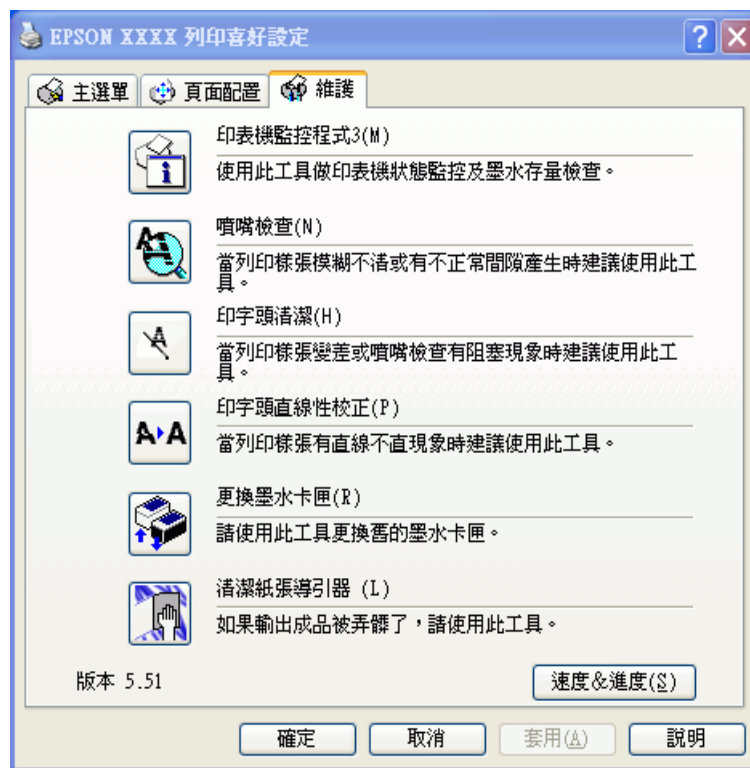 EPSON XXXX 列印喜好設定
主選單 頁面配置 維護
印表機監控程式3(M)
使用此工具做印表機狀態監控及墨水存量檢查。
噴嘴檢查(N)
當列印樣張模糊不清或有不正常間隙產生時建議使用此工
具。
印字頭清潔(H)
當列印樣張變差或噴嘴檢查有阻塞現象時建議使用此工
具。
印字頭直線性校正(P)
當列印樣張有直線不直現象時建議使用此工具。
更換墨水卡匣(R)
請使用此工具更換舊的墨水卡匣。
清潔紙張導引器 (L)
如果輸出成品被弄髒了，請使用此工具。
版本 5.51
速度&進度(S)
確定 取消 套用(A) 說明